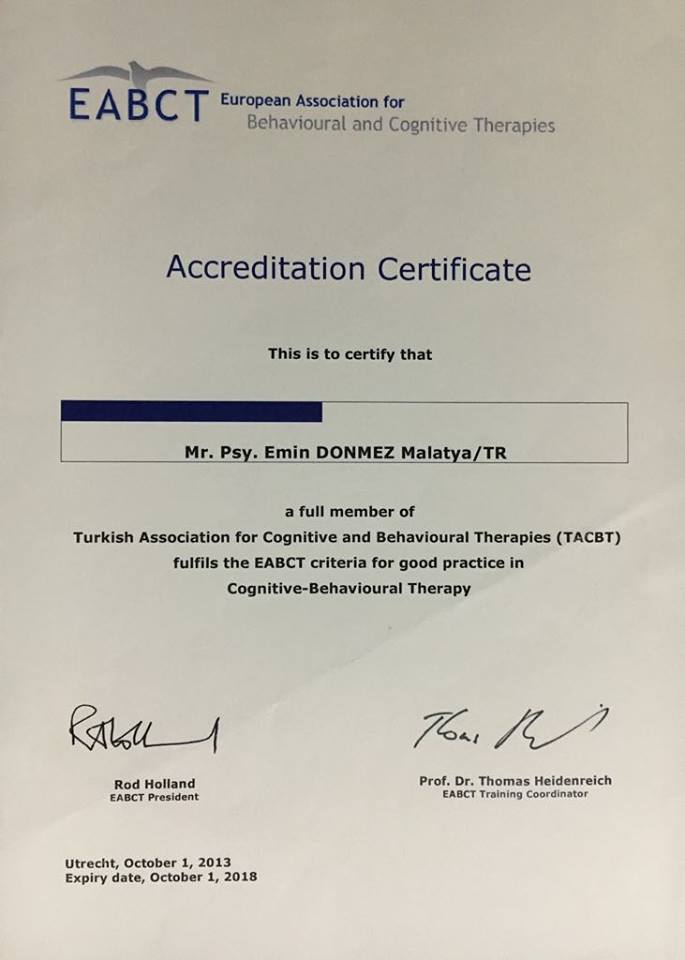 EABCT European Association for
Behavioural and Cognitive Therapies
Accreditation Certificate
This is to certify that
Mr. Psy. Emin DONMEZ Malatya/TR
a full member of
Turkish Association for Cognitive and Behavioural Therapies (TACBT)
fulfils the EABCT criteria for good practice in
Cognitive-Behavioural Therapy
Rod Holland
EABCT President
Prof. Dr. Thomas Heidenreich
EABCT Training Coordinator
Utrecht, October 1, 2013
Expiry date, October 1, 2018